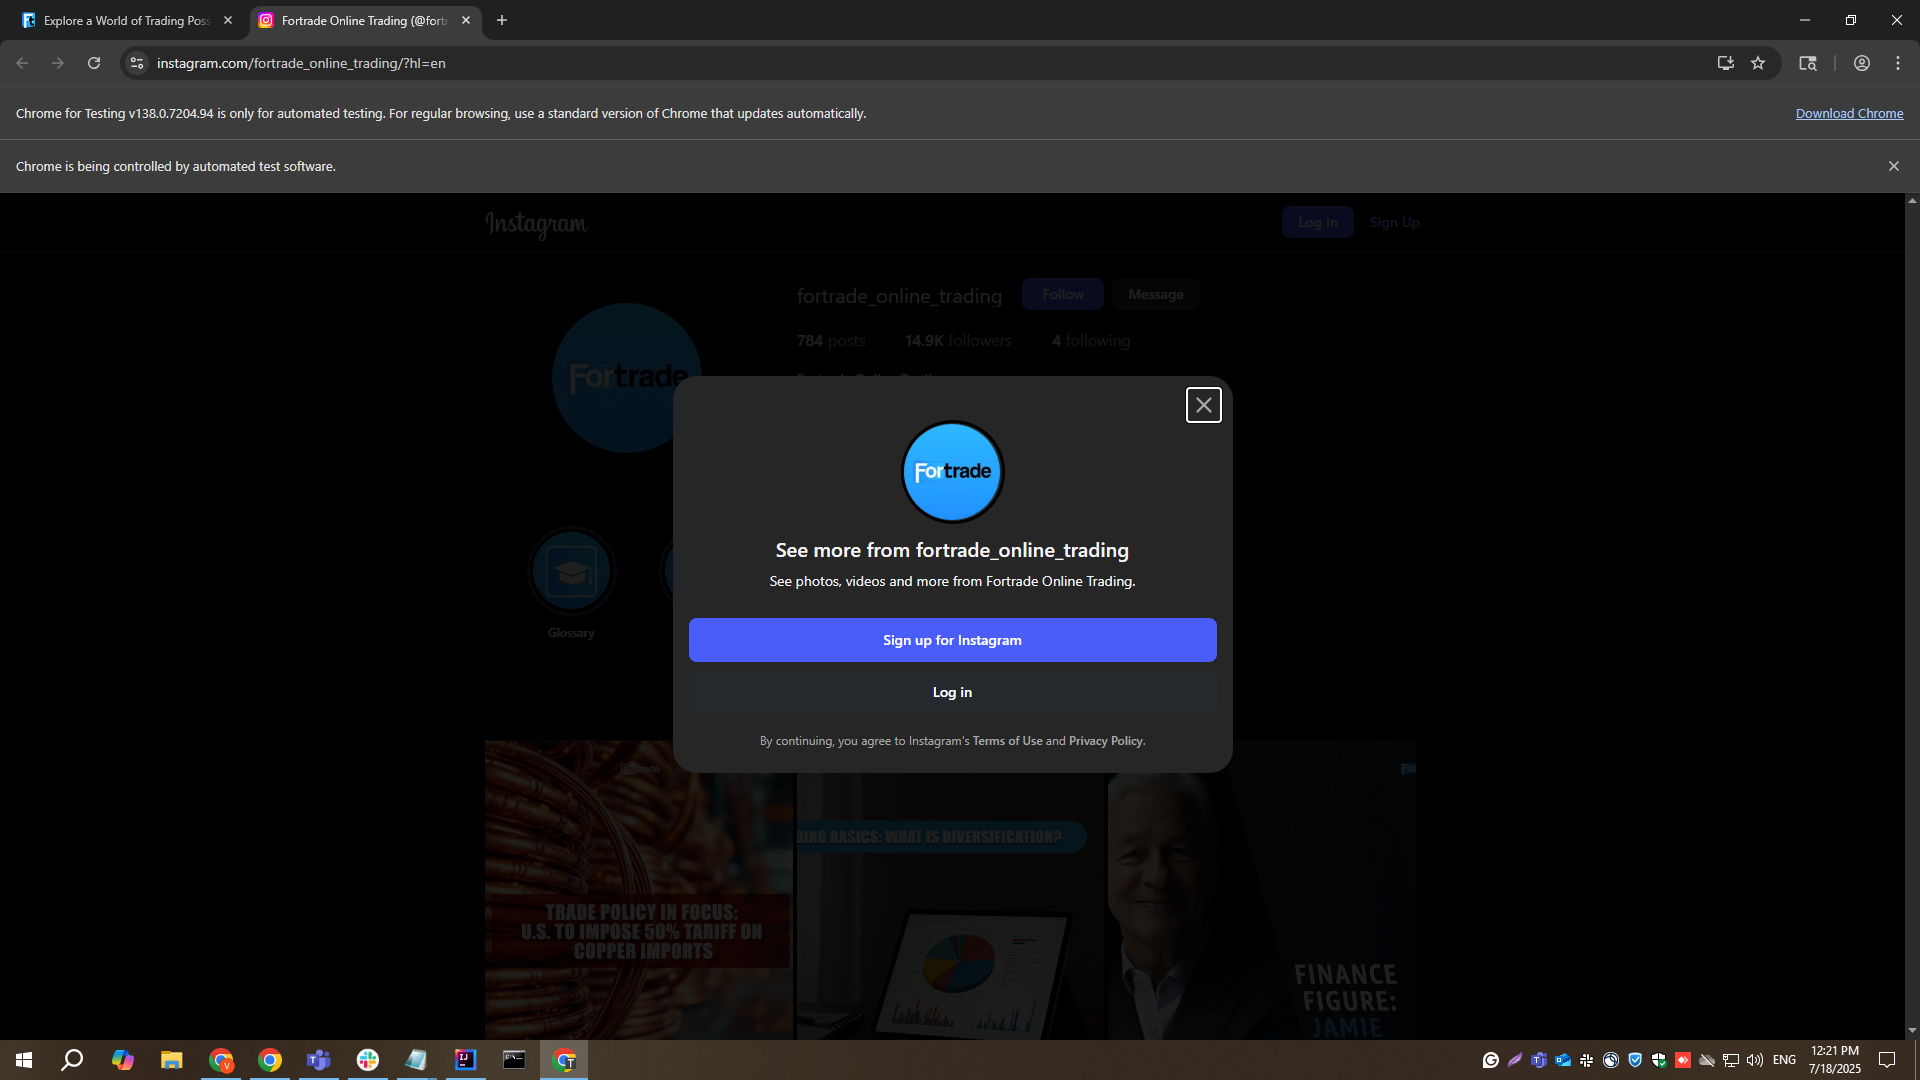 Explore a World of Trading Pos
Fortrade Online Trading (@fort
instagram.com/fortrade_online_trading/?hl=en
Chrome for Testing v138.0.7204.94 is only for automated testing. For regular browsing, use a standard version of Chrome that updates automatically.
Download Chrome
Chrome is being controlled by automated test software.
Instagram
Log In
Sign Up
fortrade_online_trading
Follow
Message
784 posts
14.9K followers
4 following
Fortrade
Fortrade
See more from fortrade_online_trading
See photos, videos and more from Fortrade Online Trading.
Glossary
Sign up for Instagram
Log in
By continuing, you agree to Instagram's Terms of Use and Privacy Policy.
Fortrade
DING BASICS: WHAT IS DIVERSIFICATION?
TRADE POLICY IN FOCUS:
U.S. TO IMPOSE 50% TARIFF ON
COPPER IMPORTS
FINANCE
FIGURE:
JAMIE
ENG
12:21 PM
7/18/2025